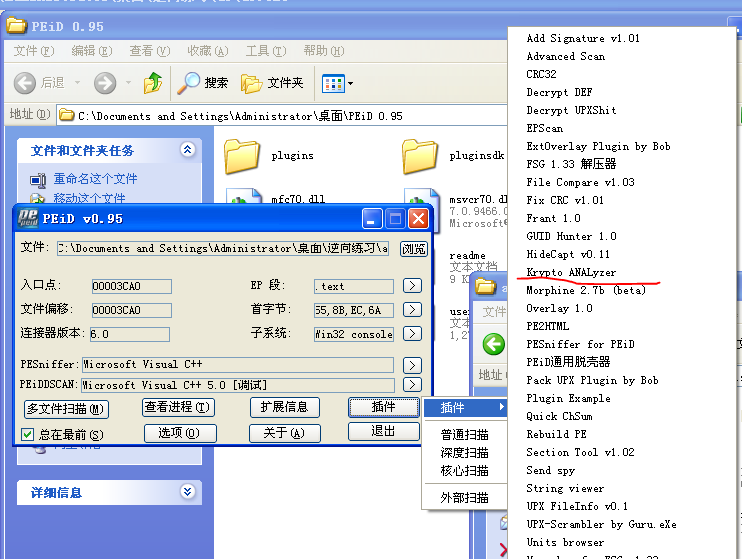 PEiD 0.95
文件(F) 编辑(E) 查看(V) 收藏(A) 工具(T) 帮助(H)
后退 搜索 文件夹
地址(D) C:\Documents and Settings\Administrator\桌面\PEiD 0.95
文件和文件夹任务
重命名这个文件
移动这个文件
plugins
pluginsdk
mfc70.dll
msvcr70.dll
7.0.9466.0
Microsoft
readme
文本文档
9 KB
PEiD v0.95
文件: C:\Documents and Settings\Administrator\桌面\逆向练习\a 浏览
入口点: 00003CA0 EP 段: .text >
文件偏移: 00003CA0 首字节: 55,8B,EC,6A >
连接器版本: 6.0 子系统: Win32 console >
PESniffer: Microsoft Visual C++ >
PEiDDSCAN: Microsoft Visual C++ 5.0 [调试] >
多文件扫描(M) 查看进程(T) 扩展信息 插件
总在最前(S) 选项(O) 关于(A) 退出
详细信息
文件
地址
插件
普通扫描
深度扫描
核心扫描
外部扫描
Add Signature v1.01
Advanced Scan
CRC32
Decrypt DEF
Decrypt UPXShit
EPScan
ExtOverlay Plugin by Bob
FSG 1.33 解压器
File Compare v1.03
Fix CRC v1.01
Frant 1.0
GUID Hunter 1.0
HideCapt v0.11
Krypto ANALyzer
Morphine 2.7b (beta)
Overlay 1.0
PE2HTML
PESniffer for PEiD
PEiD通用脱壳器
Pack UPX Plugin by Bob
Plugin Example
Quick ChSum
Rebuild PE
Section Tool v1.02
Send spy
String viewer
UPX FileInfo v0.1
UPX-Scrambler by Guru.eXe
Units browser